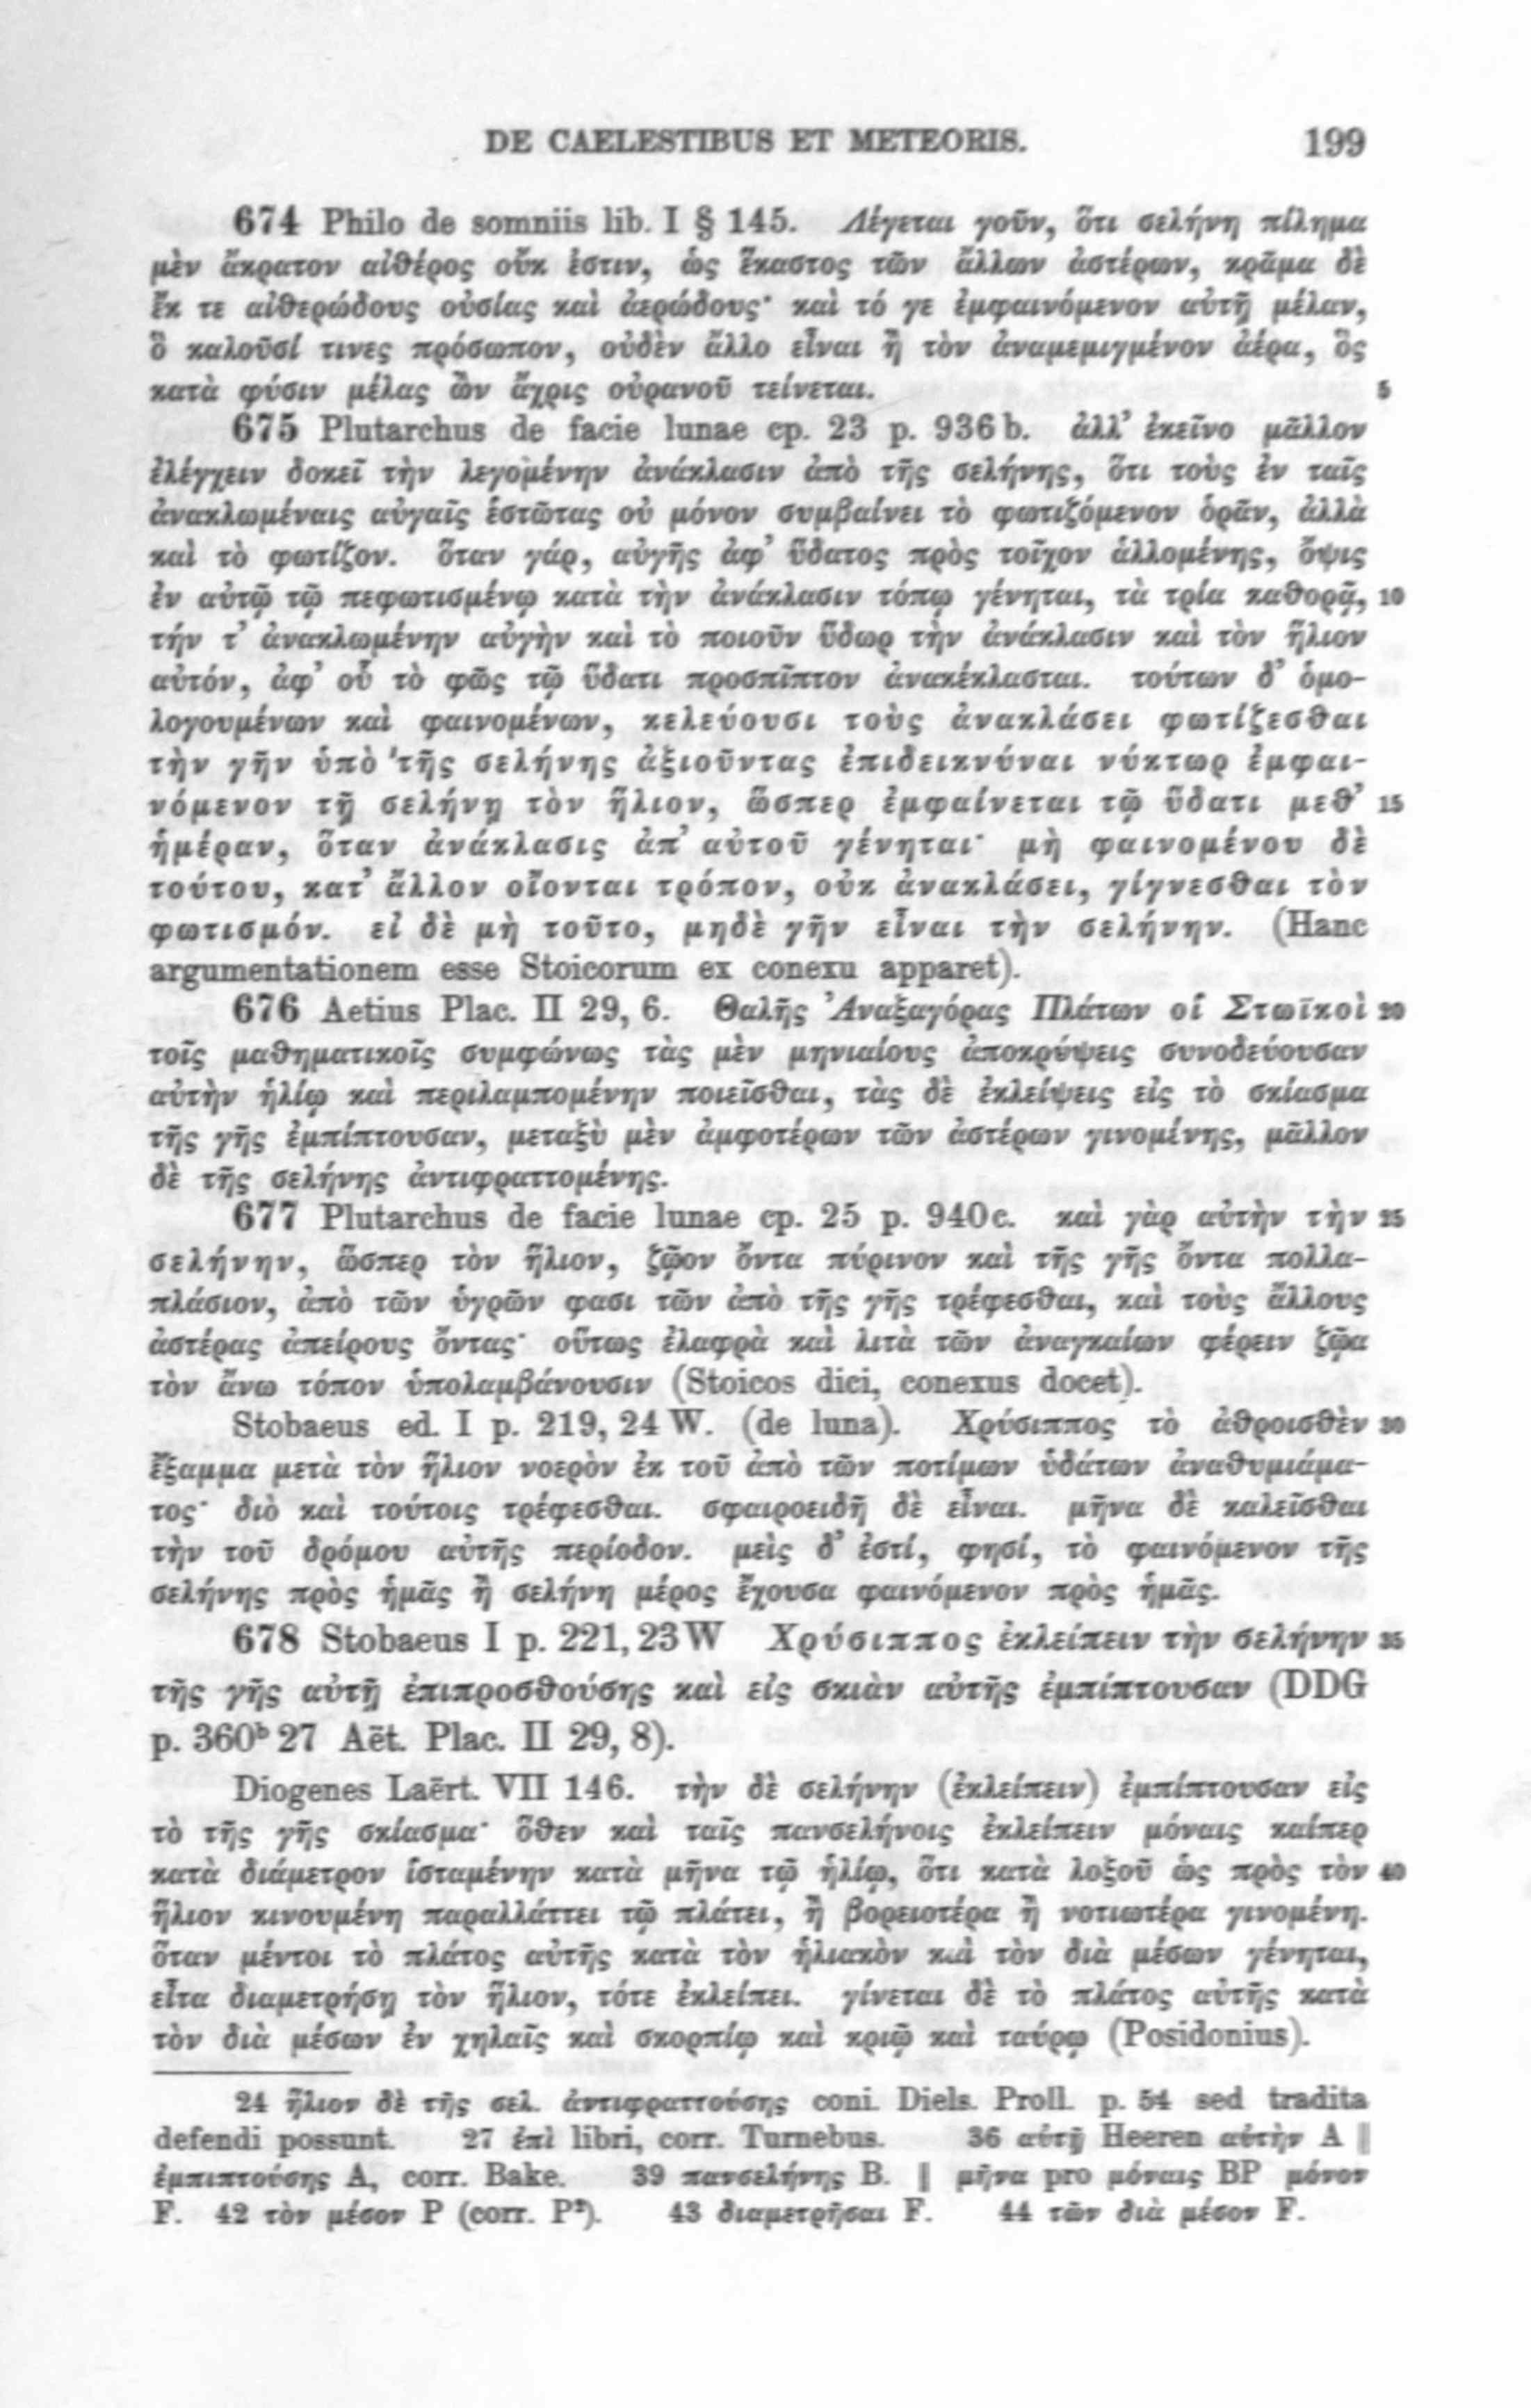 DE CAELESTIBUS ET METEORIS. 199
674 Philo de somniis lib. I § 145. Λέγεται γοῦν, ὅτι σελήνη πίλημα
μὲν ἄκρατον αἰθέρος οὔκ ἐστιν, ὡς ἕκαστος τῶν ἄλλων ἀστέρων, κρᾶμα δὲ
ἔκ τε αἰθερώδους οὐσίας καὶ ἀερώδους· καὶ τό γε ἐμφαινόμενον αὐτῇ μέλαν,
ὃ καλοῦσί τινες πρόσωπον, οὐδὲν ἄλλο εἶναι ἢ τὸν ἀναμεμιγμένον ἀέρα, ὃς
κατὰ φύσιν μέλας ὢν ἄχρις οὐρανοῦ τείνεται. 5
675 Plutarchus de facie lunae cp. 23 p. 936 b. ἀλλ’ ἐκεῖνο μᾶλλον
ἐλέγχειν δοκεῖ τὴν λεγομένην ἀνάκλασιν ἀπὸ τῆς σελήνης, ὅτι τοὺς ἐν ταῖς
ἀνακλωμέναις αὐγαῖς ἑστῶτας οὐ μόνον συμβαίνει τὸ φωτιζόμενον ὁρᾶν, ἀλλὰ
καὶ τὸ φωτίζον. ὅταν γάρ, αὐγῆς ἀφ’ ὕδατος πρὸς τοῖχον ἁλλομένης, ὄψις
ἐν αὐτῷ τῷ πεφωτισμένῳ κατὰ τὴν ἀνάκλασιν τόπῳ γένηται, τὰ τρία καθορᾷ, 10
τήν τ’ ἀνακλωμένην αὐγὴν καὶ τὸ ποιοῦν ὕδωρ τὴν ἀνάκλασιν καὶ τὸν ἥλιον
αὐτόν, ἀφ’ οὗ τὸ φῶς τῷ ὕδατι προσπῖπτον ἀνακέκλασται. τούτων δ’ ὁμο-
λογουμένων καὶ φαινομένων, κελεύουσι τοὺς ἀνακλάσει φωτίζεσθαι
τὴν γῆν ὑπὸ τῆς σελήνης ἀξιοῦντας ἐπιδεικνύναι νύκτωρ ἐμφαι-
νόμενον τῇ σελήνῃ τὸν ἥλιον, ὥσπερ ἐμφαίνεται τῷ ὕδατι μεθ’ 15
ἡμέραν, ὅταν ἀνάκλασις ἀπ’ αὐτοῦ γένηται· μὴ φαινομένου δὲ
τούτου, κατ’ ἄλλον οἴονται τρόπον, οὐκ ἀνακλάσει, γίγνεσθαι τὸν
φωτισμόν. εἰ δὲ μὴ τοῦτο, μηδὲ γῆν εἶναι τὴν σελήνην. (Hanc
argumentationem esse Stoicorum ex conexu apparet).
676 Aetius Plac. II 29, 6. Θαλῆς Ἀναξαγόρας Πλάτων οἱ Στωϊκοὶ 20
τοῖς μαθηματικοῖς συμφώνως τὰς μὲν μηνιαίους ἀποκρύψεις συνοδεύουσαν
αὐτὴν ἡλίῳ καὶ περιλαμπομένην ποιεῖσθαι, τὰς δὲ ἐκλείψεις εἰς τὸ σκίασμα
τῆς γῆς ἐμπίπτουσαν, μεταξὺ μὲν ἀμφοτέρων τῶν ἀστέρων γινομένης, μᾶλλον
δὲ τῆς σελήνης ἀντιφραττομένης.
677 Plutarchus de facie lunae cp. 25 p. 940 c. καὶ γὰρ αὐτὴν τὴν 25
σελήνην, ὥσπερ τὸν ἥλιον, ζῷον ὄντα πύρινον καὶ τῆς γῆς ὄντα πολλα-
πλάσιον, ἀπὸ τῶν ὑγρῶν φασι τῶν ἀπὸ τῆς γῆς τρέφεσθαι, καὶ τοὺς ἄλλους
ἀστέρας ἀπείρους ὄντας· οὕτως ἐλαφρὰ καὶ λιτὰ τῶν ἀναγκαίων φέρειν ζῷα
τὸν ἄνω τόπον ὑπολαμβάνουσιν (Stoicos dici, conexus docet).
Stobaeus ed. I p. 219, 24 W. (de luna). Χρύσιππος τὸ ἀθροισθὲν 30
ἔξαμμα μετὰ τὸν ἥλιον νοερὸν ἐκ τοῦ ἀπὸ τῶν ποτίμων ὑδάτων ἀναθυμιάμα-
τος· διὸ καὶ τούτοις τρέφεσθαι. σφαιροειδῆ δὲ εἶναι. μῆνα δὲ καλεῖσθαι
τὴν τοῦ δρόμου αὐτῆς περίοδον. μεὶς δ’ ἐστί, φησί, τὸ φαινόμενον τῆς
σελήνης πρὸς ἡμᾶς ἢ σελήνη μέρος ἔχουσα φαινόμενον πρὸς ἡμᾶς.
678 Stobaeus I p. 221, 23 W Χρύσιππος ἐκλείπειν τὴν σελήνην 35
τῆς γῆς αὐτῇ ἐπιπροσθούσης καὶ εἰς σκιὰν αὐτῆς ἐμπίπτουσαν (DDG
p. 360ᵇ 27 Aët. Plac. II 29, 8).
Diogenes Laërt. VII 146. τὴν δὲ σελήνην (ἐκλείπειν) ἐμπίπτουσαν εἰς
τὸ τῆς γῆς σκίασμα· ὅθεν καὶ ταῖς πανσελήνοις ἐκλείπειν μόναις καίπερ
κατὰ διάμετρον ἱσταμένην κατὰ μῆνα τῷ ἡλίῳ, ὅτι κατὰ λοξοῦ ὡς πρὸς τὸν 40
ἥλιον κινουμένη παραλλάττει τῷ πλάτει, ἢ βορειοτέρα ἢ νοτιωτέρα γινομένη.
ὅταν μέντοι τὸ πλάτος αὐτῆς κατὰ τὸν ἡλιακὸν καὶ τὸν διὰ μέσων γένηται,
εἶτα διαμετρήσῃ τὸν ἥλιον, τότε ἐκλείπει. γίνεται δὲ τὸ πλάτος αὐτῆς κατὰ
τὸν διὰ μέσων ἐν χηλαῖς καὶ σκορπίῳ καὶ κριῷ καὶ ταύρῳ (Posidonius).
24 ἥλιον δὲ τῆς σελ. ἀντιφραττούσης coni. Diels. Proll. p. 54 sed tradita
defendi possunt. 27 ἐπὶ libri, corr. Turnebus. 36 αὐτῇ Heeren αὐτὴν A ‖
ἐμπιπτούσης A, corr. Bake. 39 πανσελήνης B. ‖ μῆνα pro μόναις BP μόνον
F. 42 τὸν μέσον P (corr. P²). 43 διαμετρῆσαι F. 44 τῶν διὰ μέσον F.